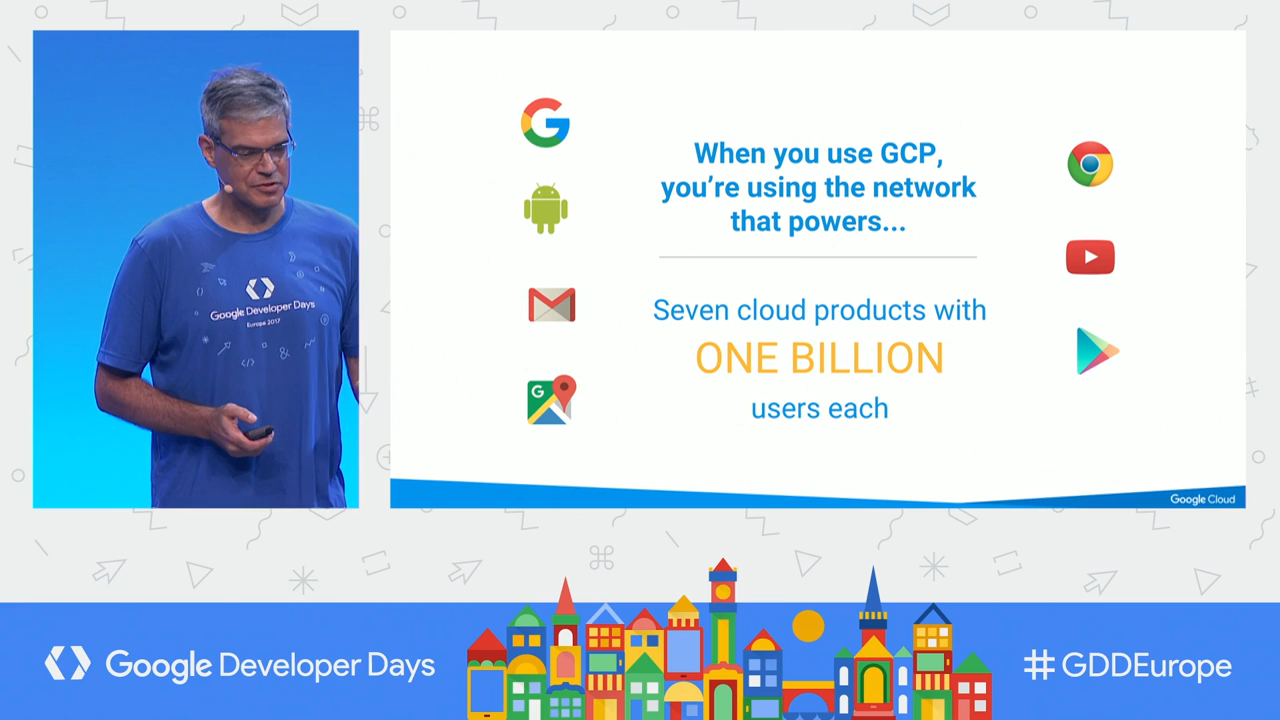 Google Developer Days
Europe 2017
When you use GCP,
you're using the network
that powers...
Seven cloud products with
ONE BILLION
users each
G
Google Cloud
Google Developer Days
#GDDEurope